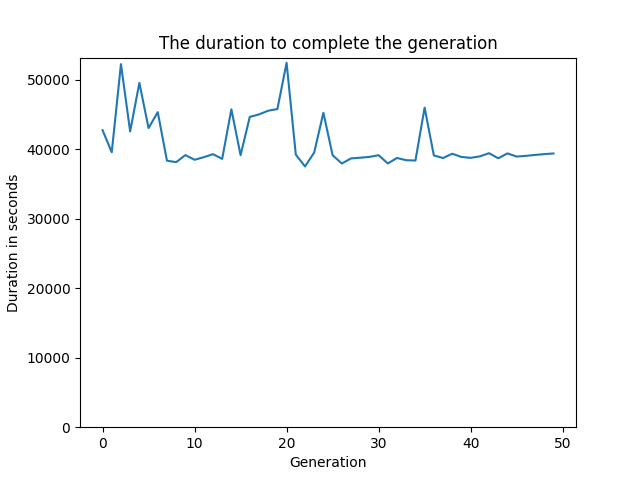 The duration to complete the generation
50000
40000
30000
20000
10000
0
Duration in seconds
0 10 20 30 40 50
Generation